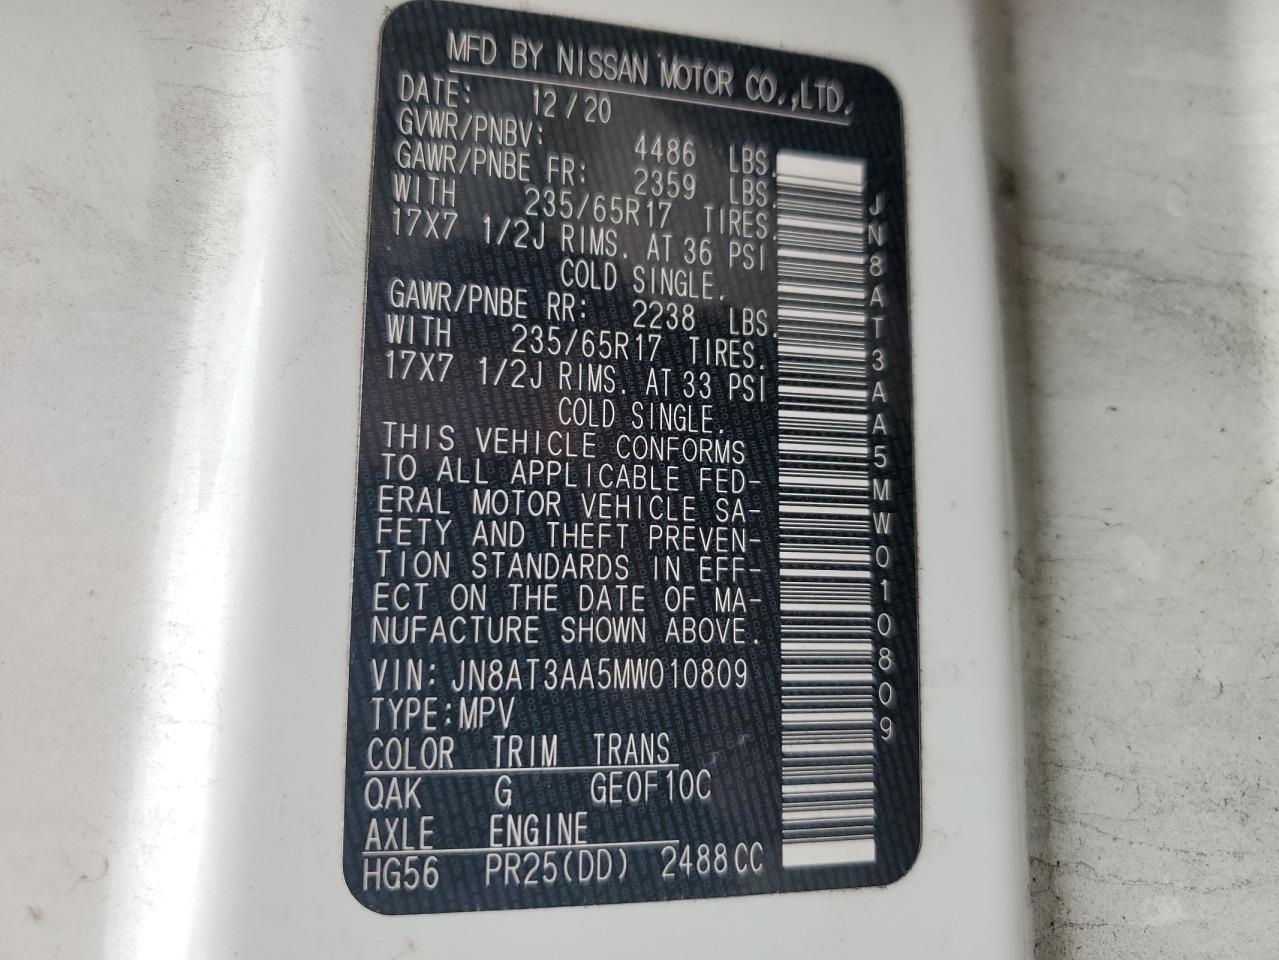 MFD BY NISSAN MOTOR CO.,LTD.
DATE: 12/20
GVWR/PNBV: 4486 LBS.
GAWR/PNBE FR: 2359 LBS.
WITH 235/65R17 TIRES.
17X7 1/2J RIMS. AT 36 PSI
COLD SINGLE.
GAWR/PNBE RR: 2238 LBS.
WITH 235/65R17 TIRES.
17X7 1/2J RIMS. AT 33 PSI
COLD SINGLE.
THIS VEHICLE CONFORMS
TO ALL APPLICABLE FED-
ERAL MOTOR VEHICLE SA-
FETY AND THEFT PREVEN-
TION STANDARDS IN EFF-
ECT ON THE DATE OF MA-
NUFACTURE SHOWN ABOVE.
VIN: JN8AT3AA5MW010809
TYPE:MPV
COLOR TRIM TRANS
QAK G GE0F10C
AXLE ENGINE
HG56 PR25(DD) 2488CC
JN8AT3AA5MW010809